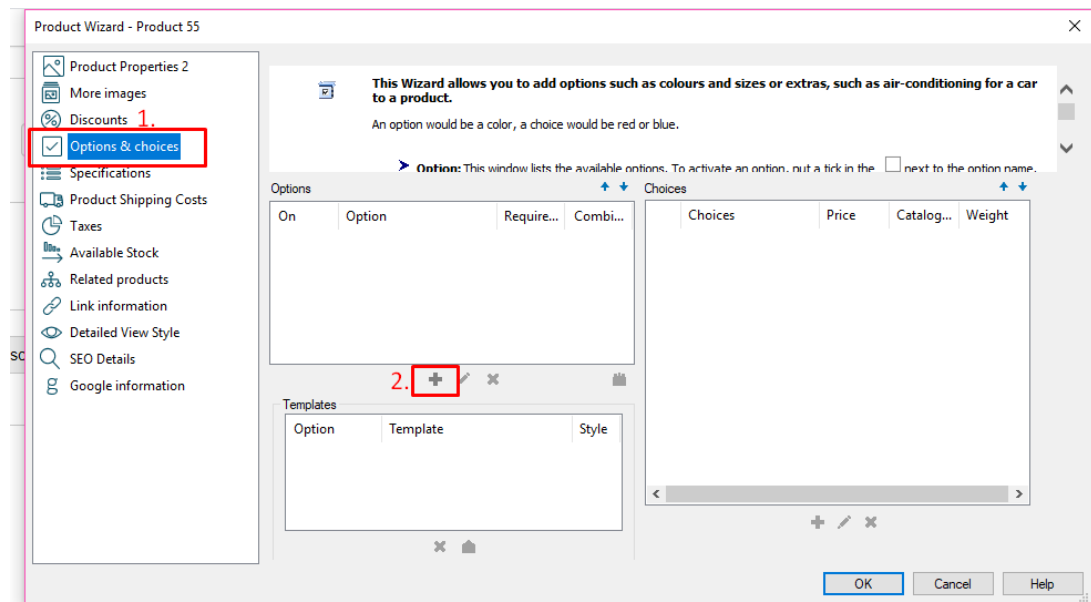 Product Wizard - Product 55
Product Properties 2
More images
Discounts 1.
Options & choices
Specifications
Product Shipping Costs
Taxes
Available Stock
Related products
Link information
Detailed View Style
SEO Details
Google information
This Wizard allows you to add options such as colours and sizes or extras, such as air-conditioning for a car
to a product.
An option would be a color, a choice would be red or blue.
Option: This window lists the available options. To activate an option, put a tick in the next to the option name.
Options
On Option Require... Combi...
2.
Templates
Option Template Style
Choices
Choices Price Catalog... Weight
OK Cancel Help